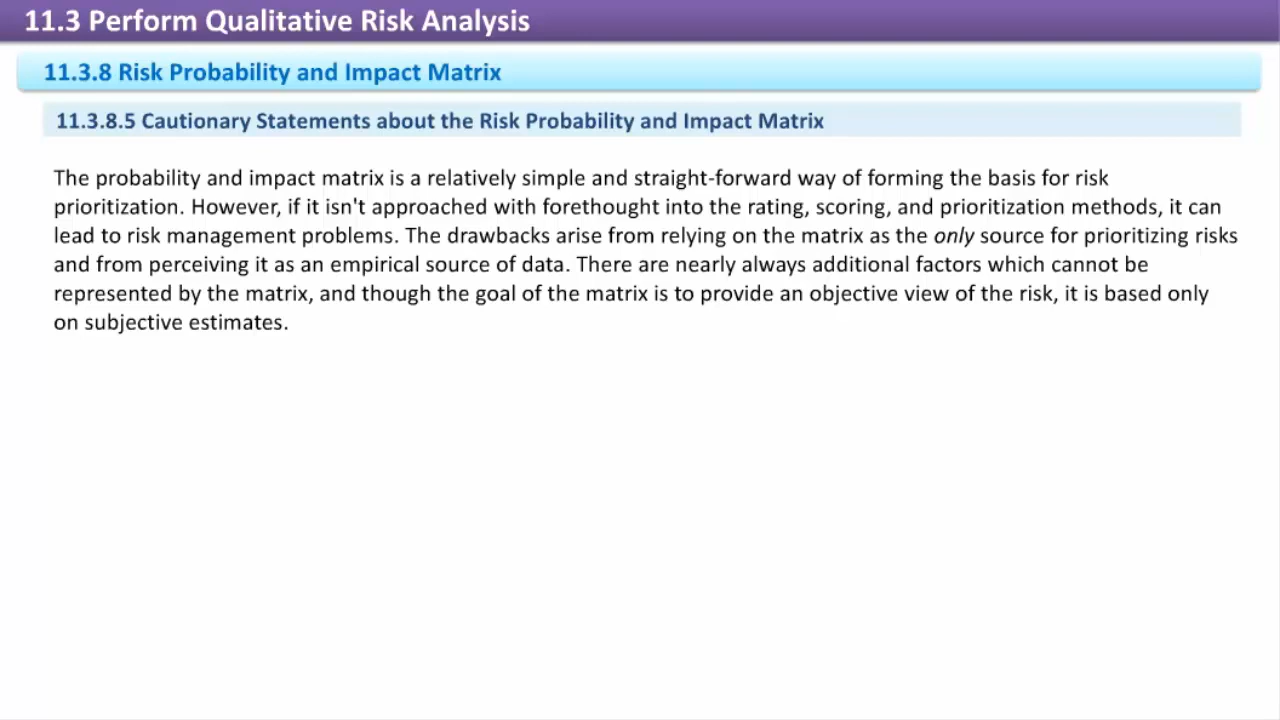 11.3 Perform Qualitative Risk Analysis
11.3.8 Risk Probability and Impact Matrix
11.3.8.5 Cautionary Statements about the Risk Probability and Impact Matrix
The probability and impact matrix is a relatively simple and straight-forward way of forming the basis for risk
prioritization. However, if it isn't approached with forethought into the rating, scoring, and prioritization methods, it can
lead to risk management problems. The drawbacks arise from relying on the matrix as the only source for prioritizing risks
and from perceiving it as an empirical source of data. There are nearly always additional factors which cannot be
represented by the matrix, and though the goal of the matrix is to provide an objective view of the risk, it is based only
on subjective estimates.